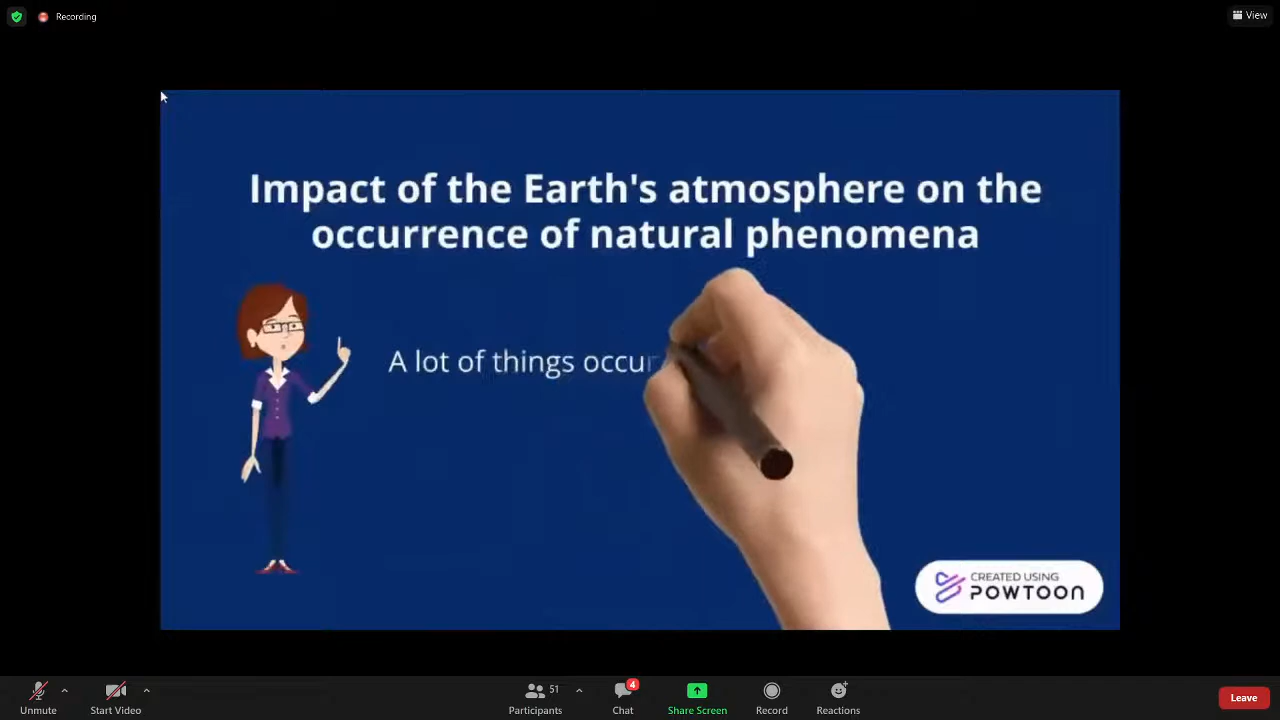 Recording
View
Impact of the Earth's atmosphere on the
occurrence of natural phenomena
A lot of things occur
CREATED USING
POWTOON
Unmute
Start Video
51
Participants
4
Chat
Share Screen
Record
Reactions
Leave